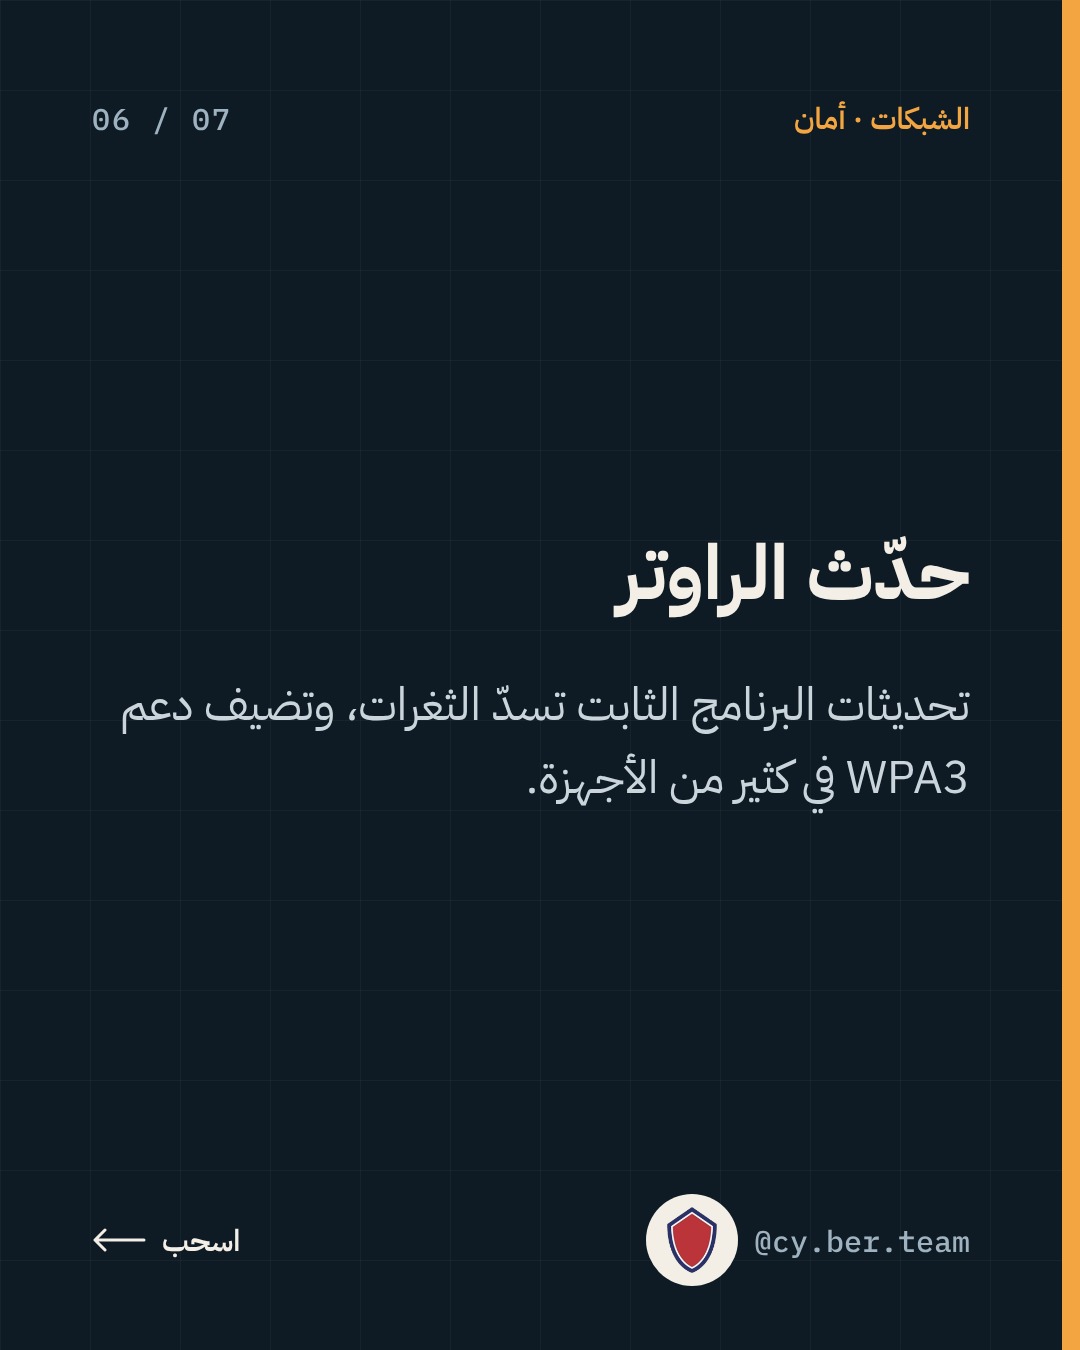 الشبكات · أمان
06 / 07
حدّث الراوتر
تحديثات البرنامج الثابت تسدّ الثغرات، وتضيف دعم
WPA3 في كثير من الأجهزة.
@cy.ber.team
اسحب ←